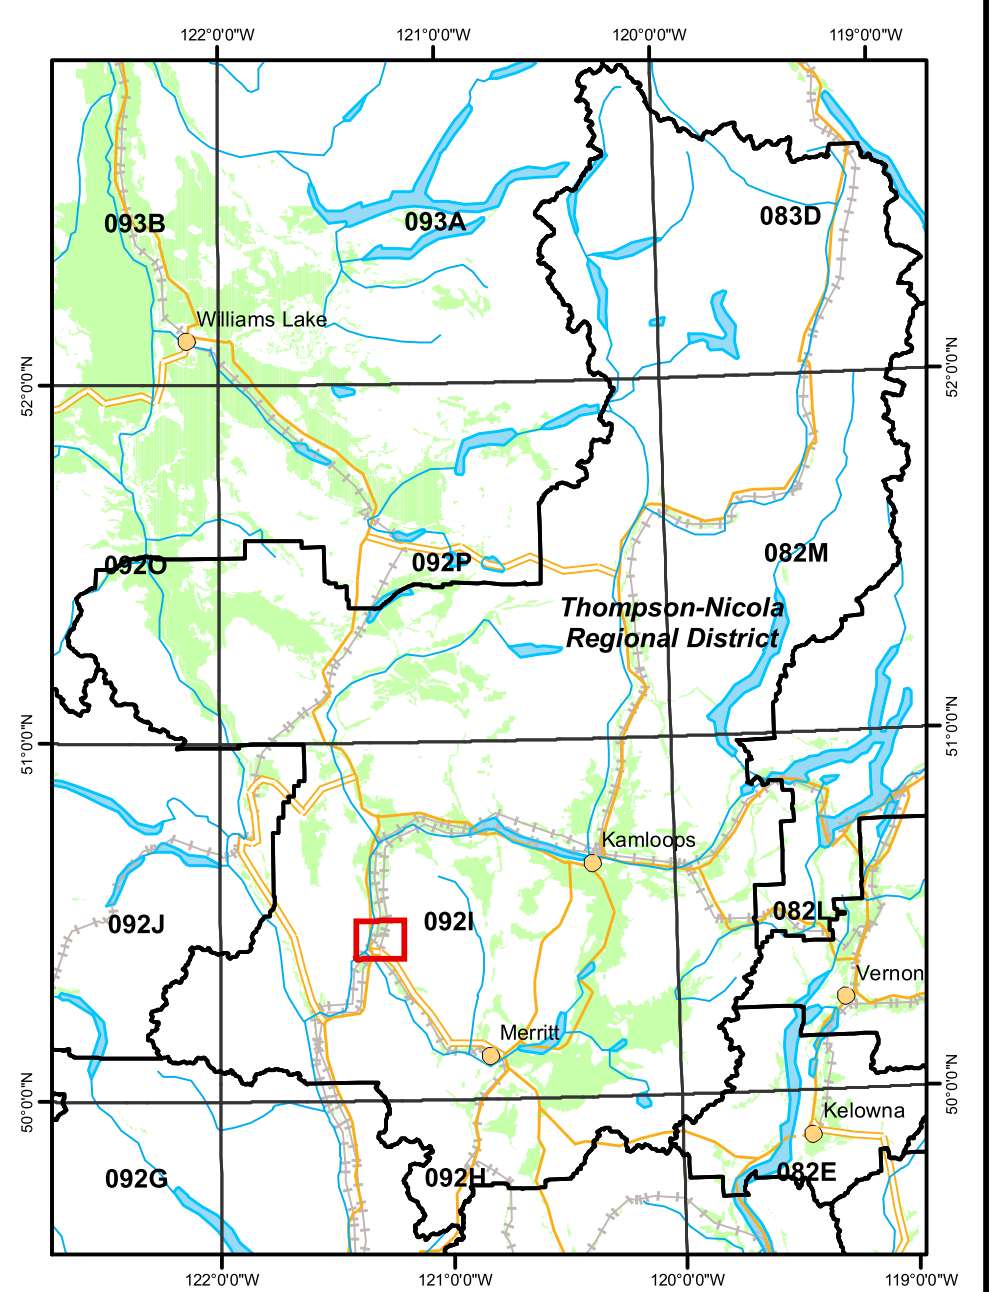 122°0'0"W 121°0'0"W 120°0'0"W 119°0'0"W
093B 093A 083D
Williams Lake
52°0'0"N 52°0'0"N
092O 092P 082M
Thompson-Nicola
Regional District
51°0'0"N 51°0'0"N
Kamloops
092J 092I 082L
Vernon
Merritt
50°0'0"N 50°0'0"N
Kelowna
092G 092H 082E
122°0'0"W 121°0'0"W 120°0'0"W 119°0'0"W